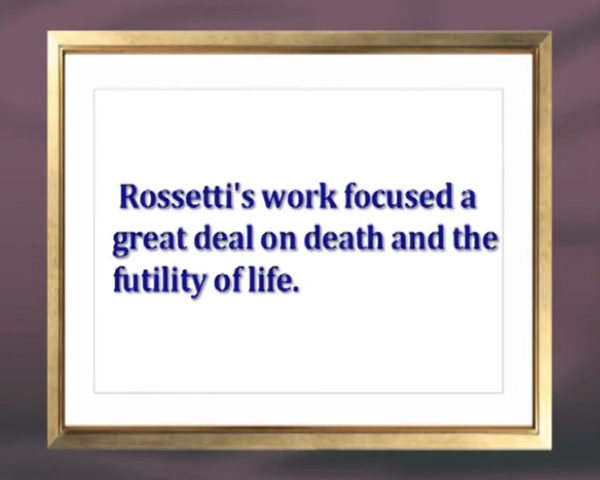 Rossetti's work focused a
great deal on death and the
futility of life.